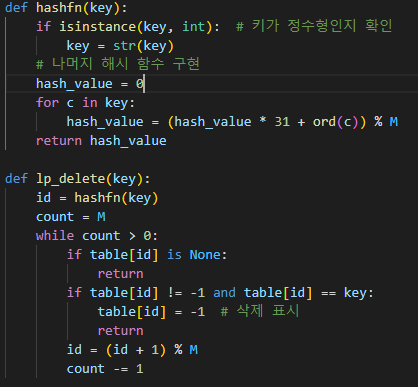 def hashfn(key):
    if isinstance(key, int):  # 키가 정수형인지 확인
        key = str(key)
    # 나머지 해시 함수 구현
    hash_value = 0
    for c in key:
        hash_value = (hash_value * 31 + ord(c)) % M
    return hash_value

def lp_delete(key):
    id = hashfn(key)
    count = M
    while count > 0:
        if table[id] is None:
            return
        if table[id] != -1 and table[id] == key:
            table[id] = -1  # 삭제 표시
            return
        id = (id + 1) % M
        count -= 1